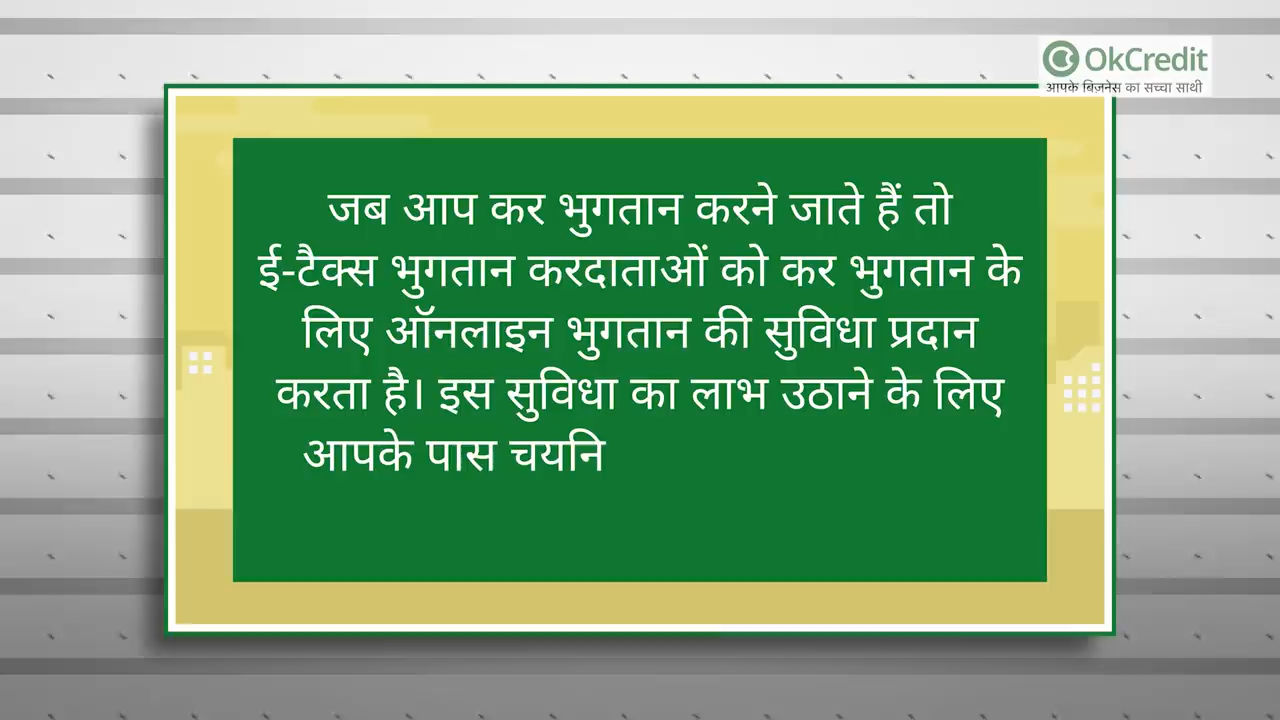 OkCredit
आपके बिज़नेस का सच्चा साथी
जब आप कर भुगतान करने जाते हैं तो
ई-टैक्स भुगतान करदाताओं को कर भुगतान के
लिए ऑनलाइन भुगतान की सुविधा प्रदान
करता है। इस सुविधा का लाभ उठाने के लिए
आपके पास चयनि